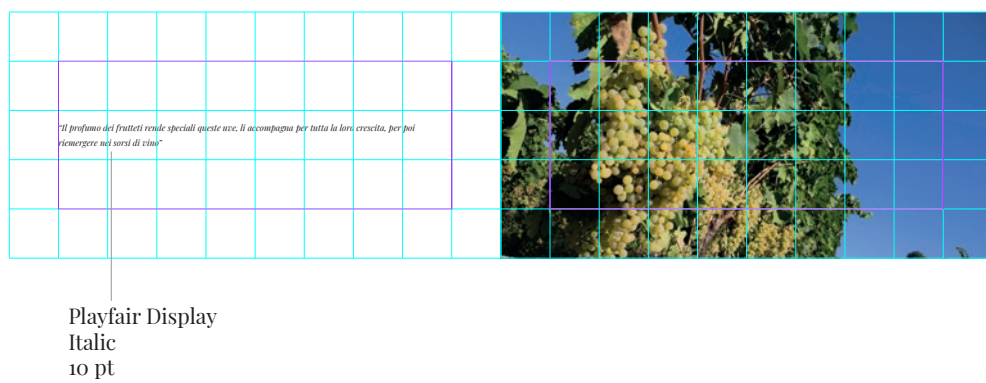 “Il profumo dei frutteti rende speciali queste uve, li accompagna per tutta la loro crescita, per poi
riemergere nei sorsi di vino”
Playfair Display
Italic
10 pt